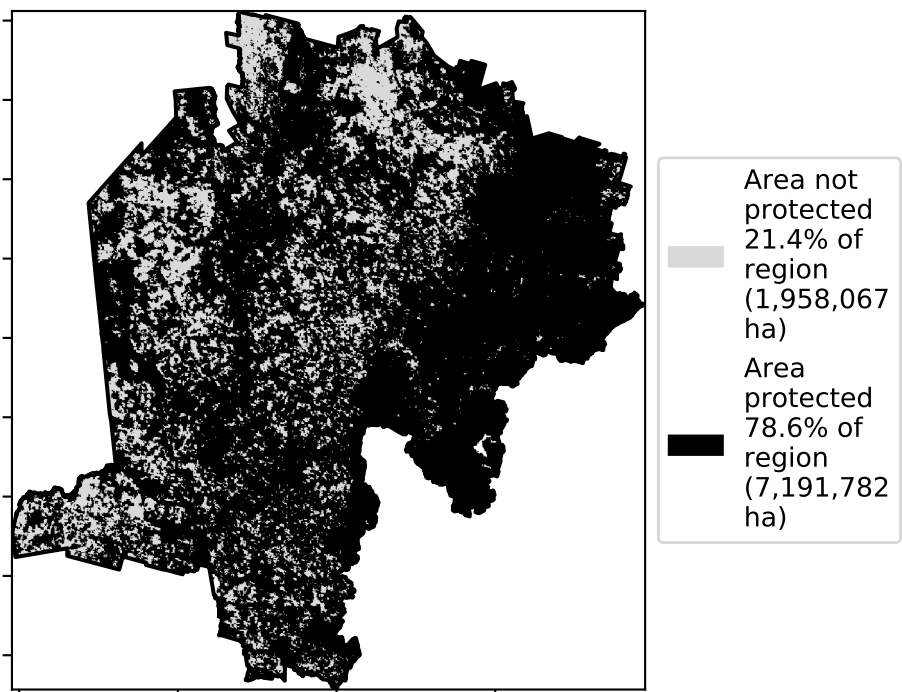 Area not
protected
21.4% of
region
(1,958,067
ha)
Area
protected
78.6% of
region
(7,191,782
ha)